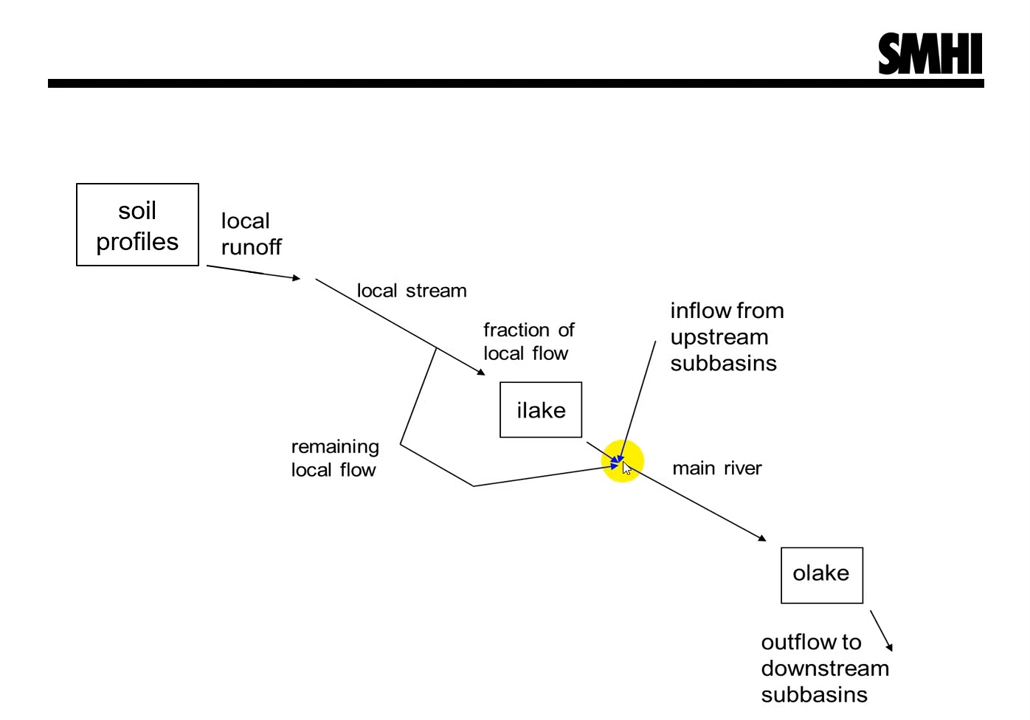 SMHI
soil
profiles
local
runoff
local stream
fraction of
local flow
inflow from
upstream
subbasins
ilake
remaining
local flow
main river
olake
outflow to
downstream
subbasins